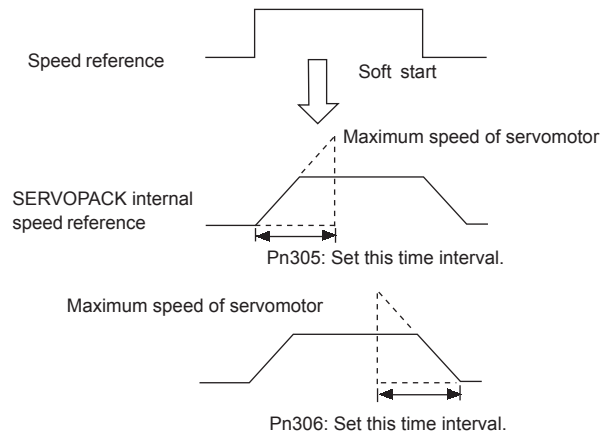 Speed reference
Soft start
Maximum speed of servomotor
SERVOPACK internal
speed reference
Pn305: Set this time interval.
Maximum speed of servomotor
Pn306: Set this time interval.